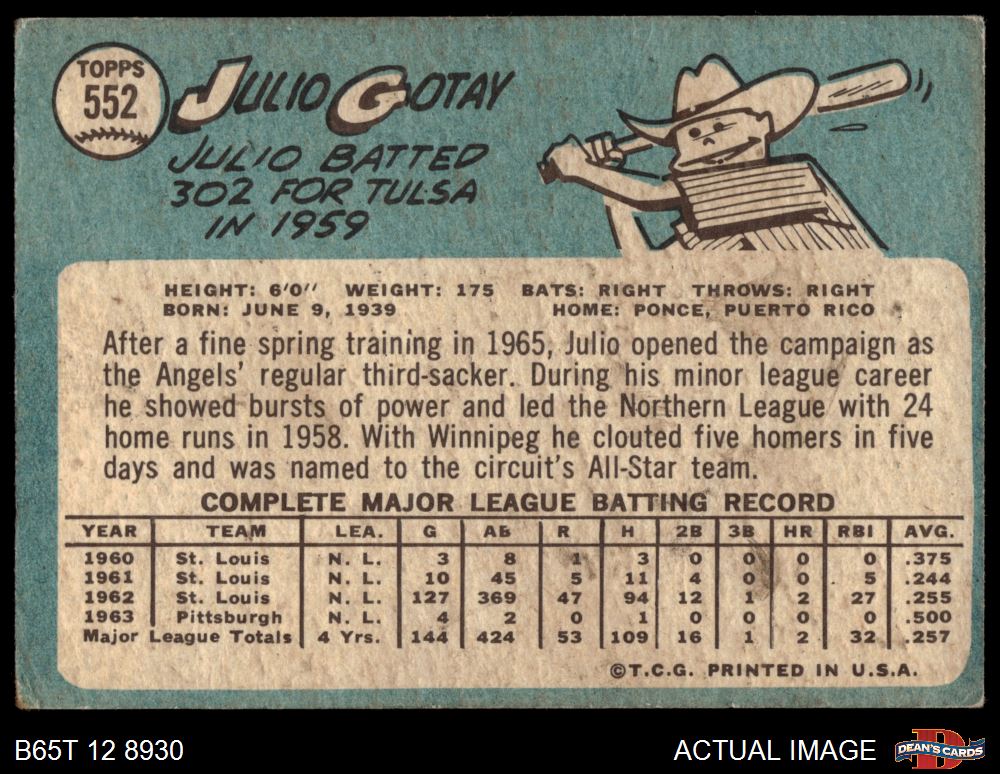 TOPPS
552
JULIO GOTAY
JULIO BATTED
302 FOR TULSA
IN 1959
HEIGHT: 6'0" WEIGHT: 175 BATS: RIGHT THROWS: RIGHT
BORN: JUNE 9, 1939 HOME: PONCE, PUERTO RICO
After a fine spring training in 1965, Julio opened the campaign as
the Angels' regular third-sacker. During his minor league career
he showed bursts of power and led the Northern League with 24
home runs in 1958. With Winnipeg he clouted five homers in five
days and was named to the circuit's All-Star team.
COMPLETE MAJOR LEAGUE BATTING RECORD
YEAR TEAM LEA. G AB R H 2B 3B HR RBI AVG.
1960 St. Louis N. L. 3 8 1 3 0 0 0 0 .375
1961 St. Louis N. L. 10 45 5 11 4 0 0 5 .244
1962 St. Louis N. L. 127 369 47 94 12 1 2 27 .255
1963 Pittsburgh N. L. 4 2 0 1 0 0 0 0 .500
Major League Totals 4 Yrs. 144 424 53 109 16 1 2 32 .257
©T.C.G. PRINTED IN U.S.A.
B65T 12 8930 ACTUAL IMAGE DEAN'S CARDS